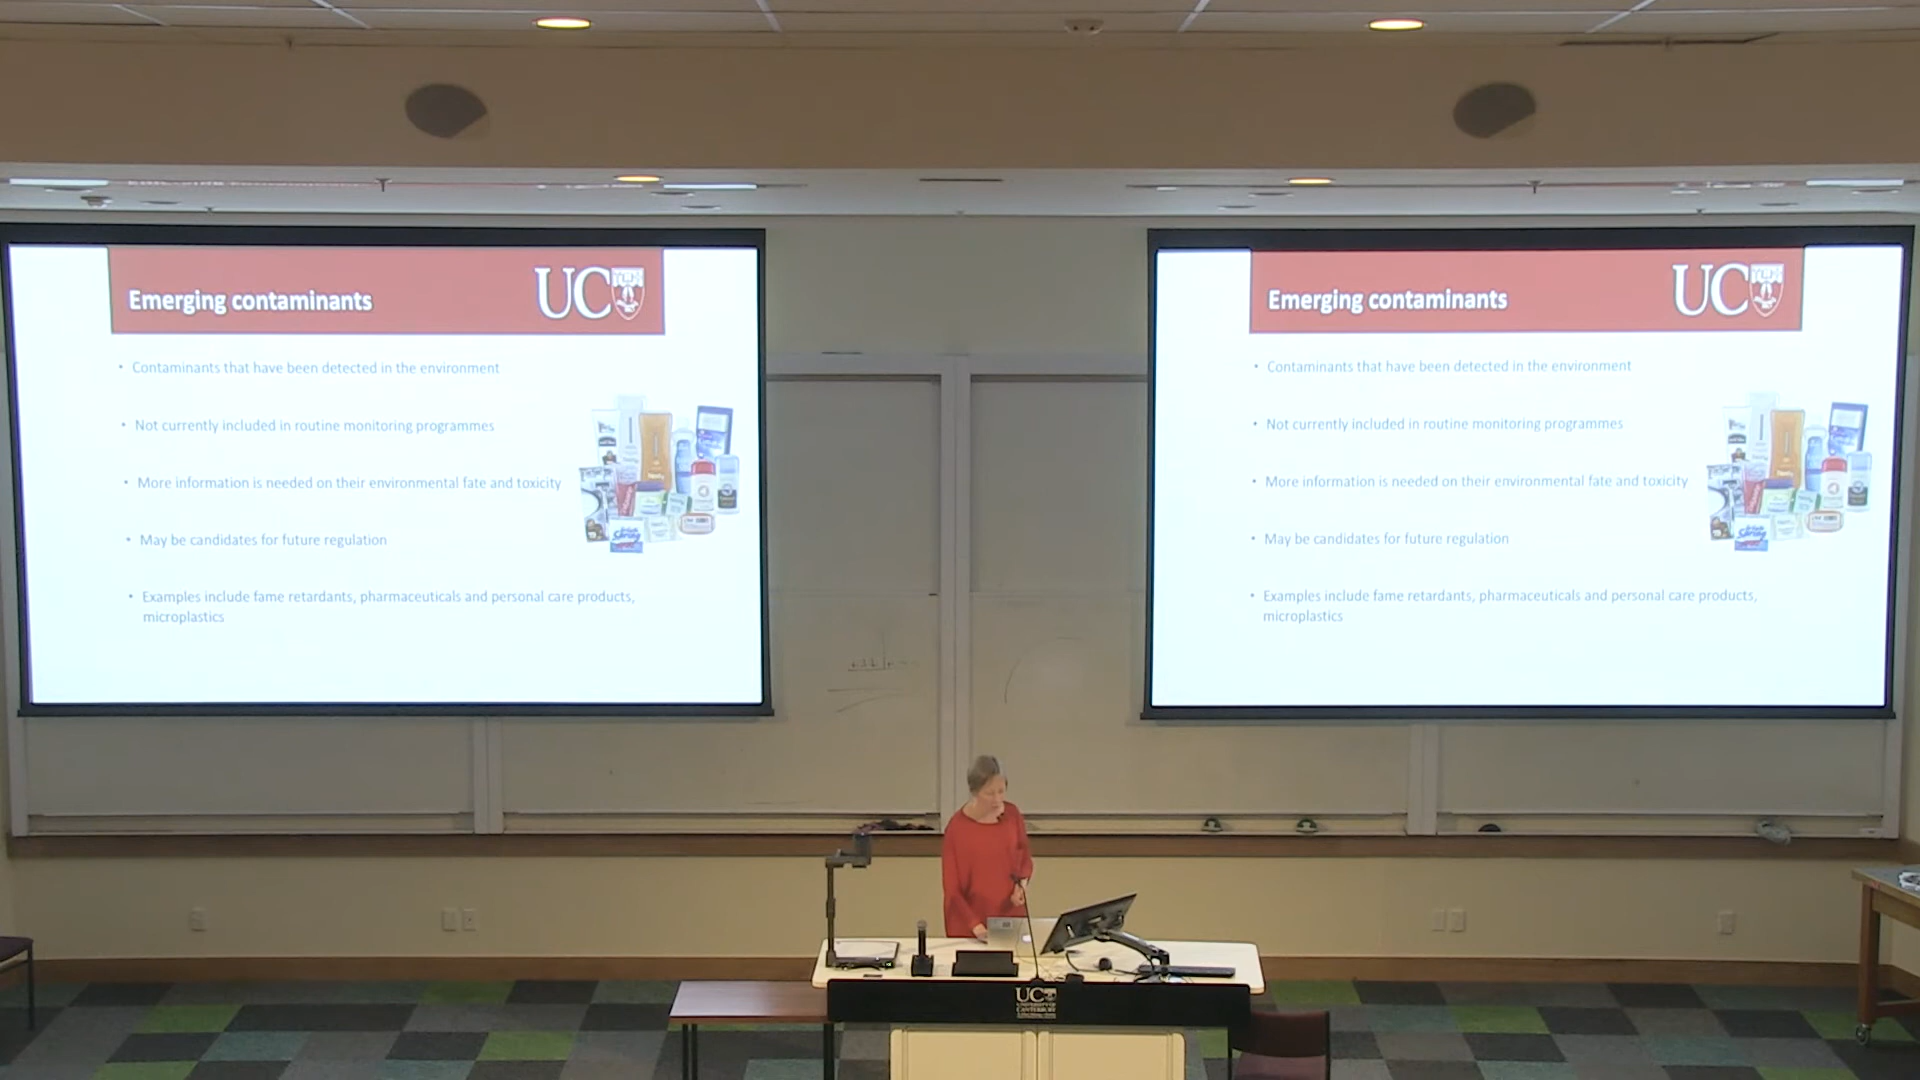 Emerging contaminants
UC
• Contaminants that have been detected in the environment
• Not currently included in routine monitoring programmes
• More information is needed on their environmental fate and toxicity
• May be candidates for future regulation
• Examples include fame retardants, pharmaceuticals and personal care products,
microplastics
Emerging contaminants
UC
• Contaminants that have been detected in the environment
• Not currently included in routine monitoring programmes
• More information is needed on their environmental fate and toxicity
• May be candidates for future regulation
• Examples include fame retardants, pharmaceuticals and personal care products,
microplastics
UC
UNIVERSITY OF
CANTERBURY